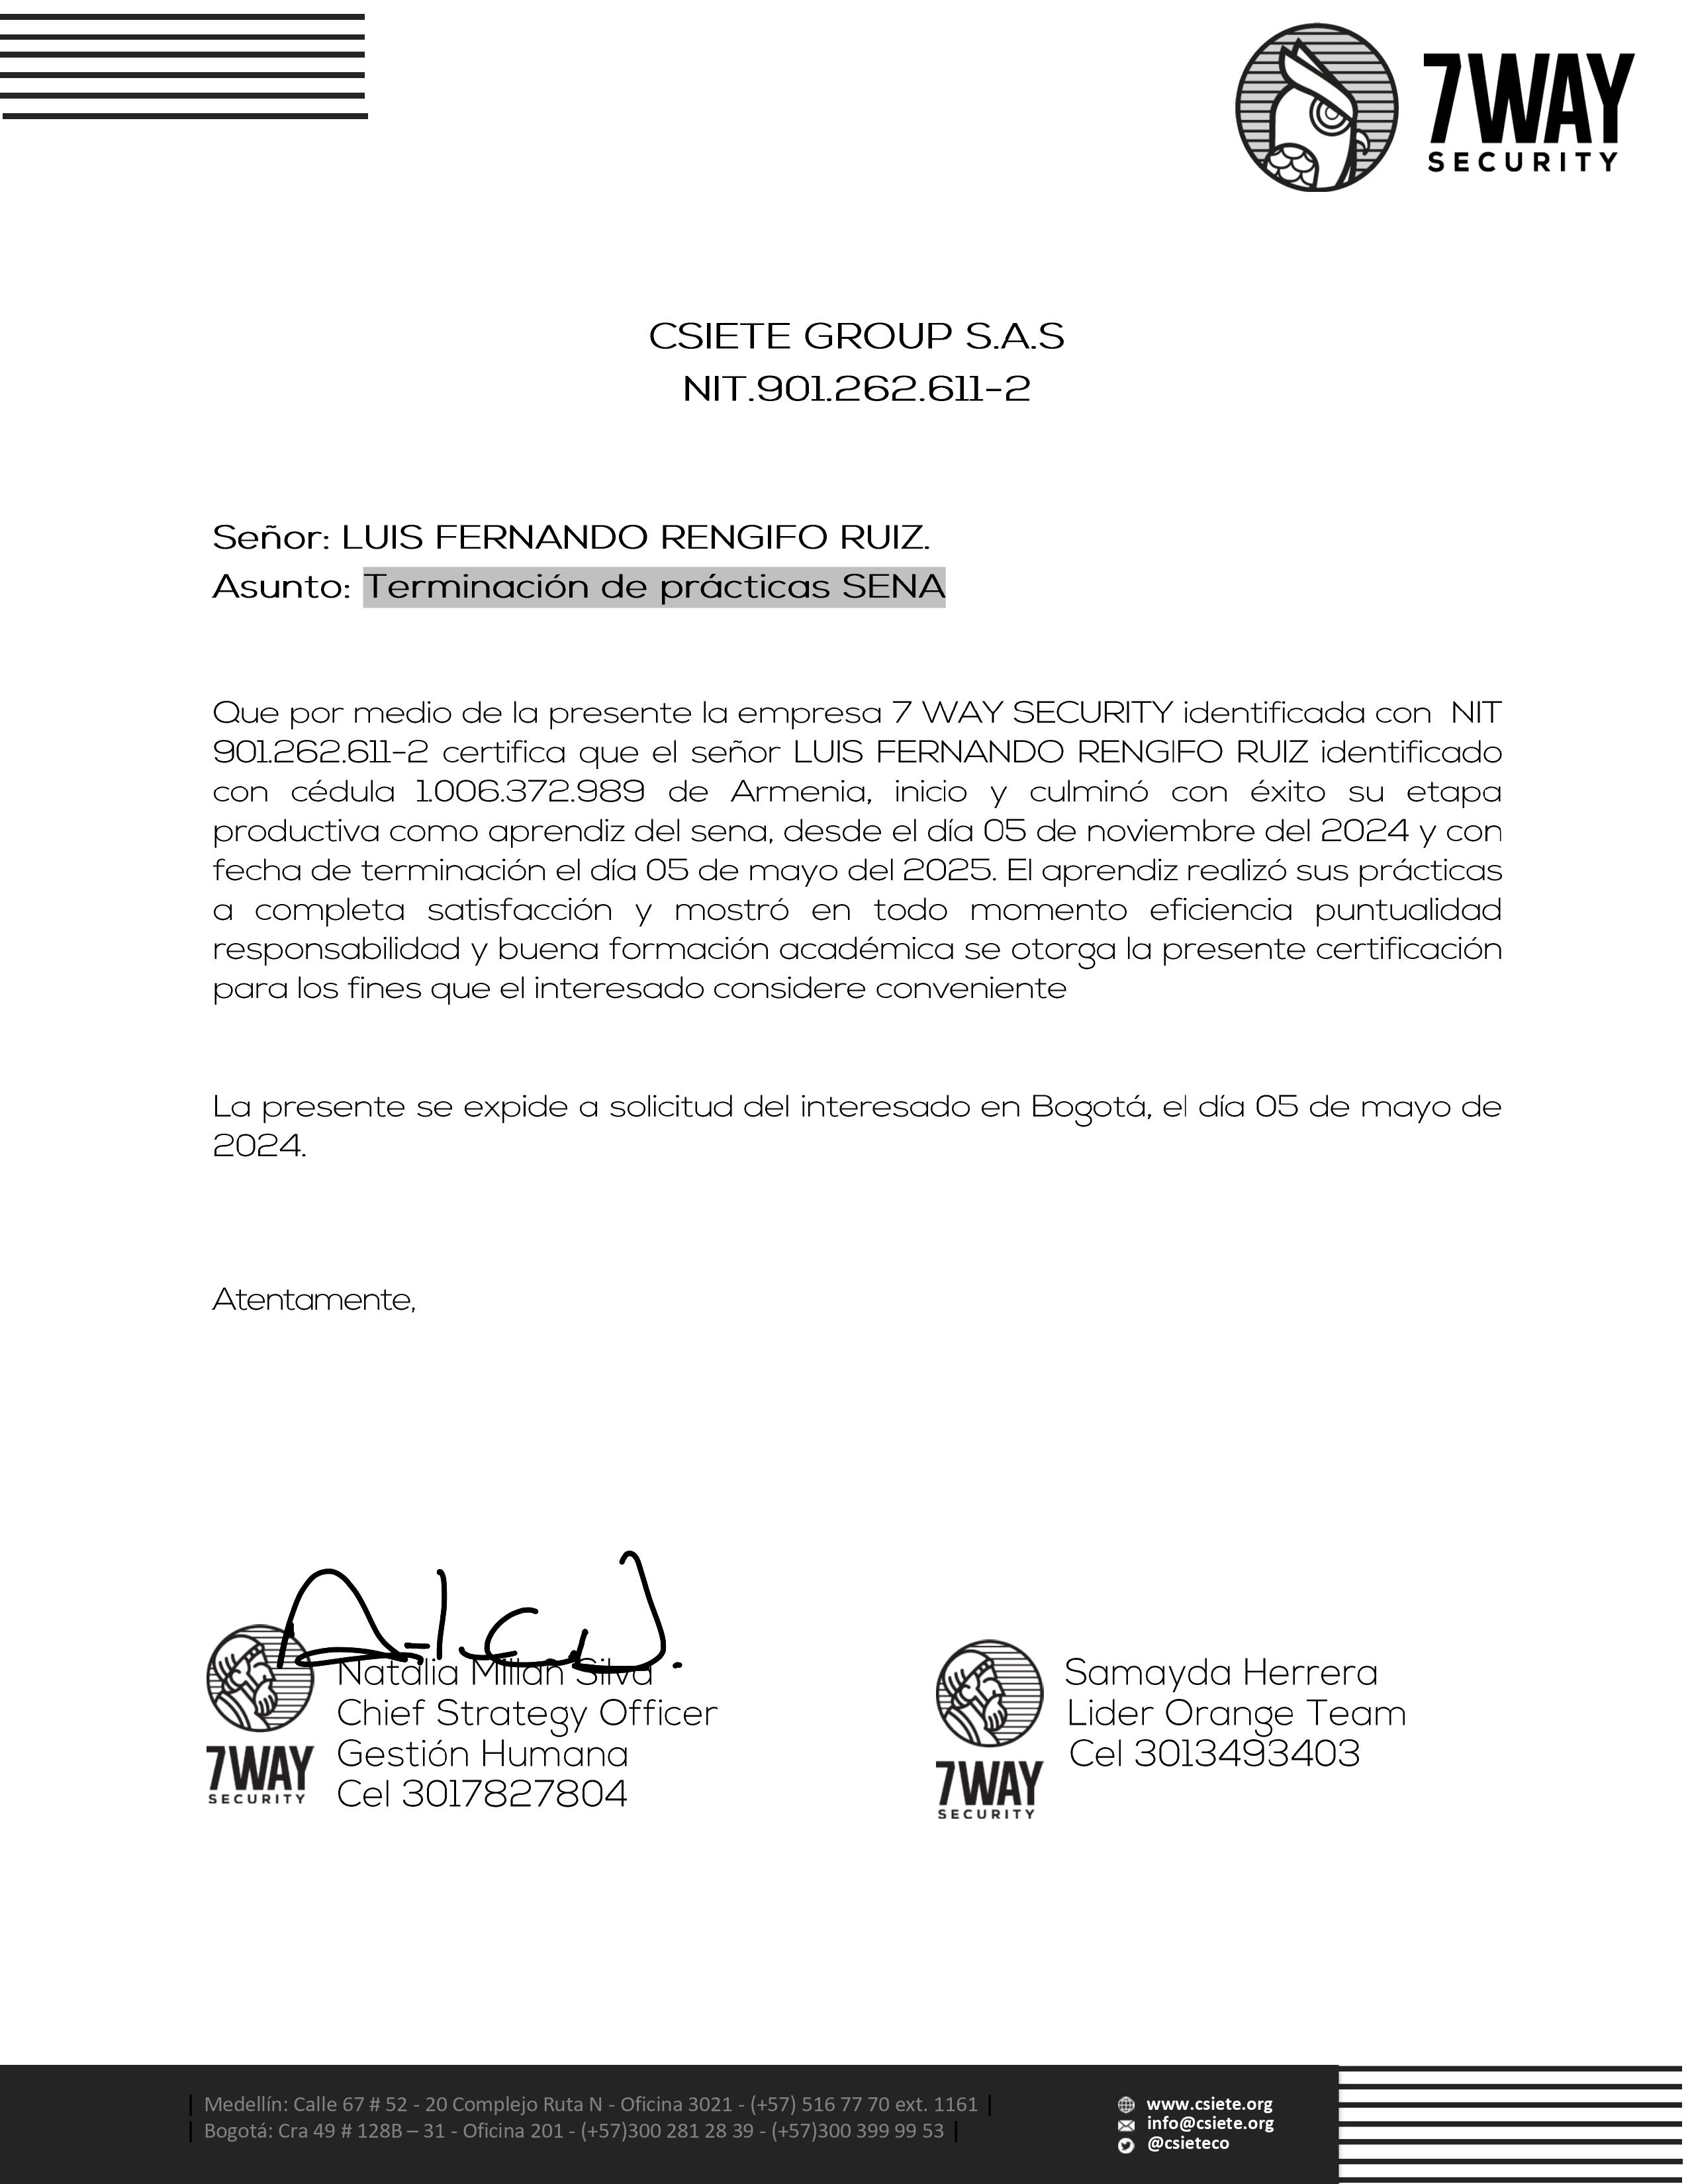 7WAY
SECURITY
CSIETE GROUP S.A.S
NIT.901.262.611-2
Señor: LUIS FERNANDO RENGIFO RUIZ.
Asunto: Terminación de prácticas SENA
Que por medio de la presente la empresa 7 WAY SECURITY identificada con NIT
901.262.611-2 certifica que el señor LUIS FERNANDO RENGIFO RUIZ identificado
con cédula 1.006.372.989 de Armenia, inicio y culminó con éxito su etapa
productiva como aprendiz del sena, desde el día 05 de noviembre del 2024 y con
fecha de terminación el día 05 de mayo del 2025. El aprendiz realizó sus prácticas
a completa satisfacción y mostró en todo momento eficiencia puntualidad
responsabilidad y buena formación académica se otorga la presente certificación
para los fines que el interesado considere conveniente
La presente se expide a solicitud del interesado en Bogotá, el día 05 de mayo de
2024.
Atentamente,
Natalia Millan Silva
Chief Strategy Officer
Gestión Humana
Cel 3017827804
7WAY
SECURITY
Samayda Herrera
Lider Orange Team
Cel 3013493403
7WAY
SECURITY
| Medellín: Calle 67 # 52 - 20 Complejo Ruta N - Oficina 3021 - (+57) 516 77 70 ext. 1161 |
| Bogotá: Cra 49 # 128B – 31 - Oficina 201 - (+57)300 281 28 39 - (+57)300 399 99 53 |
www.csiete.org
info@csiete.org
@csieteco